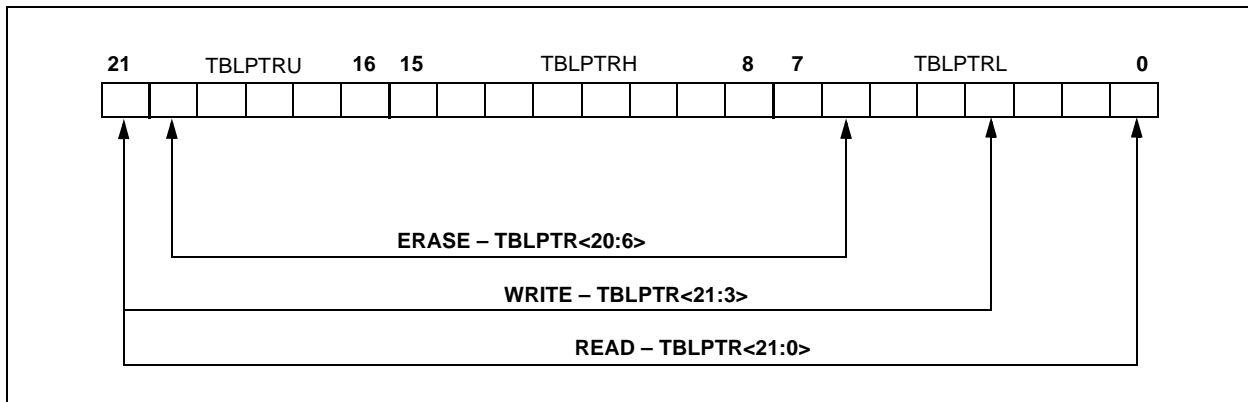 21 TBLPTRU 16 15 TBLPTRH 8 7 TBLPTRL 0
ERASE – TBLPTR<20:6>
WRITE – TBLPTR<21:3>
READ – TBLPTR<21:0>